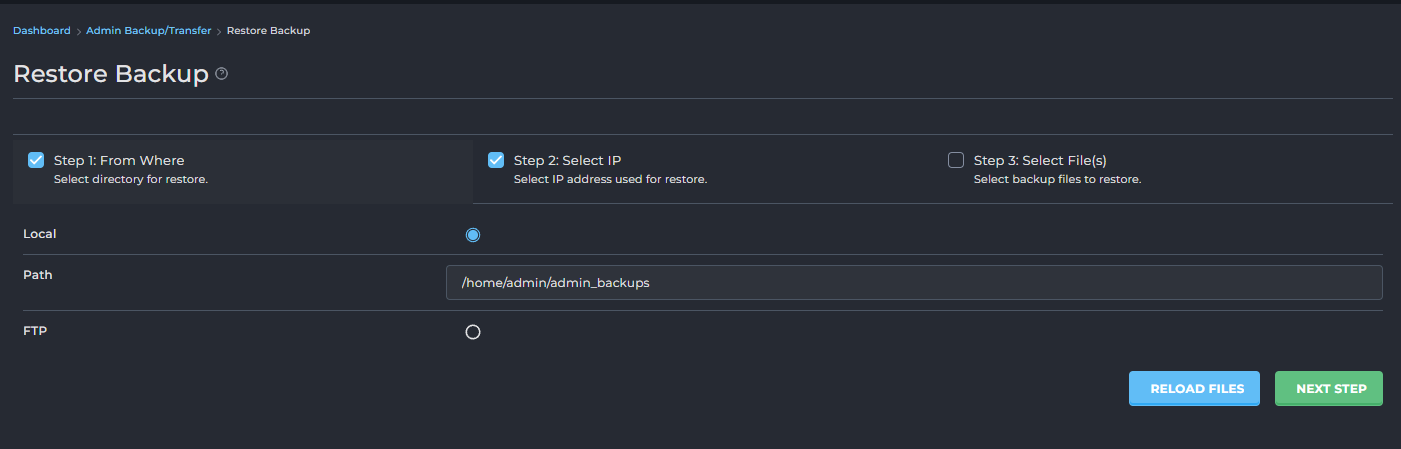 Dashboard > Admin Backup/Transfer > Restore Backup
Restore Backup ?
Step 1: From Where
Select directory for restore.
Step 2: Select IP
Select IP address used for restore.
Step 3: Select File(s)
Select backup files to restore.
Local
Path
/home/admin/admin_backups
FTP
RELOAD FILES
NEXT STEP